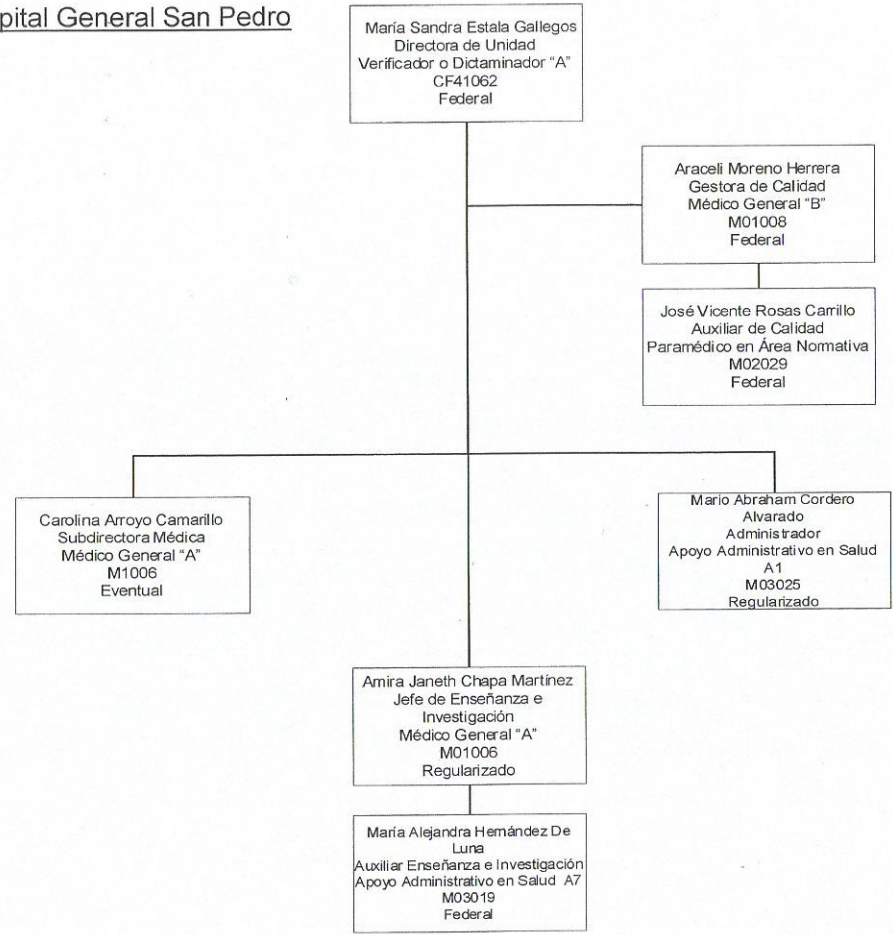 pital General San Pedro
María Sandra Estala Gallegos
Directora de Unidad
Verificador o Dictaminador "A"
CF41062
Federal
Araceli Moreno Herrera
Gestora de Calidad
Médico General "B"
M01008
Federal
José Vicente Rosas Carrillo
Auxiliar de Calidad
Paramédico en Área Normativa
M02029
Federal
Carolina Arroyo Camarillo
Subdirectora Médica
Médico General "A"
M1006
Eventual
Mario Abraham Cordero
Alvarado
Administrador
Apoyo Administrativo en Salud
A1
M03025
Regularizado
Amira Janeth Chapa Martínez
Jefe de Enseñanza e
Investigación
Médico General "A"
M01006
Regularizado
María Alejandra Hernández De
Luna
Auxiliar Enseñanza e Investigación
Apoyo Administrativo en Salud A7
M03019
Federal